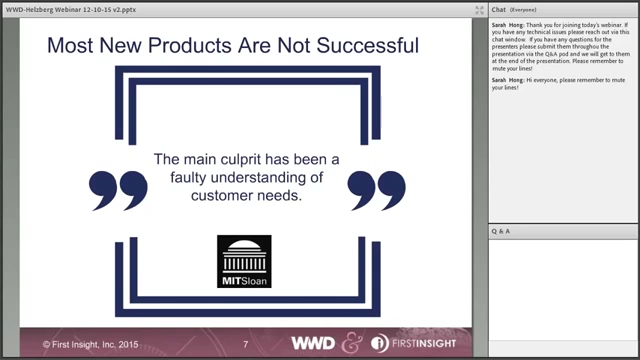 WWD-Helzberg Webinar 12-10-15 v2.pptx
Most New Products Are Not Successful
The main culprit has been a
faulty understanding of
customer needs.
MITSloan
© First Insight, Inc, 2015
7
WWD & FIRSTINSIGHT
Chat (Everyone)
Sarah Hong: Thank you for joining today's webinar. If
you have any technical issues please reach out via this
chat window. If you have any questions for the
presenters please submit them throughout the
presentation via the Q&A pod and we will get to them
at the end of the presentation. Please remember to
mute your lines!
Sarah Hong: Hi everyone, please remember to mute
your lines!
Q & A